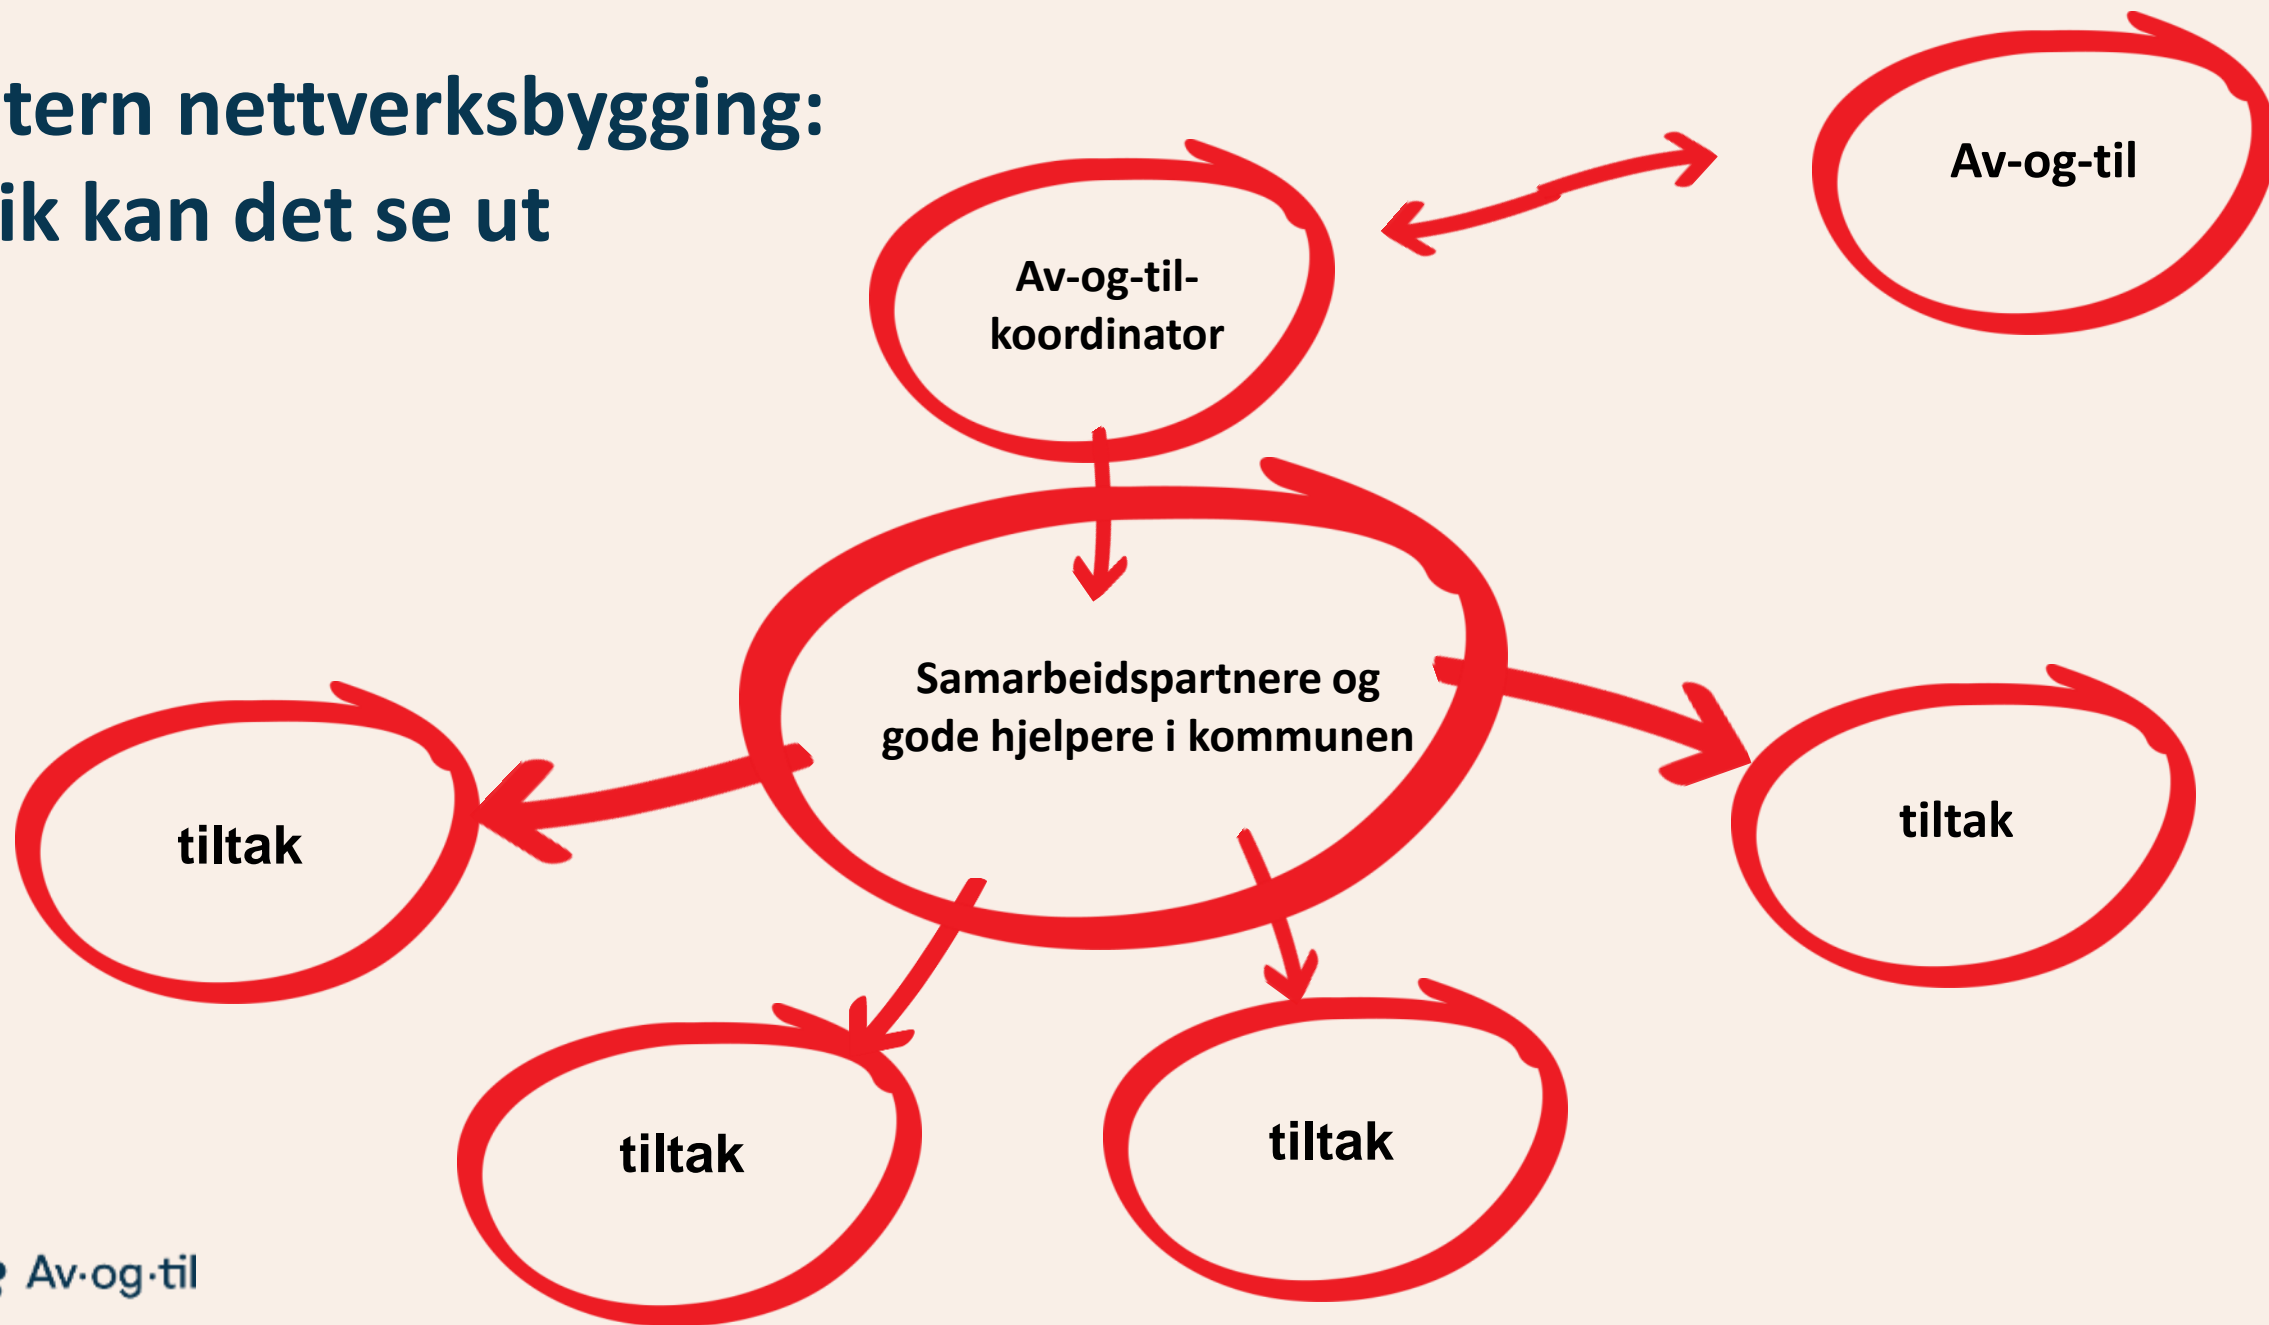 tern nettverksbygging:
ik kan det se ut
Av-og-til
Av-og-til-
koordinator
Samarbeidspartnere og
gode hjelpere i kommunen
tiltak
tiltak
tiltak
tiltak
Av·og·til